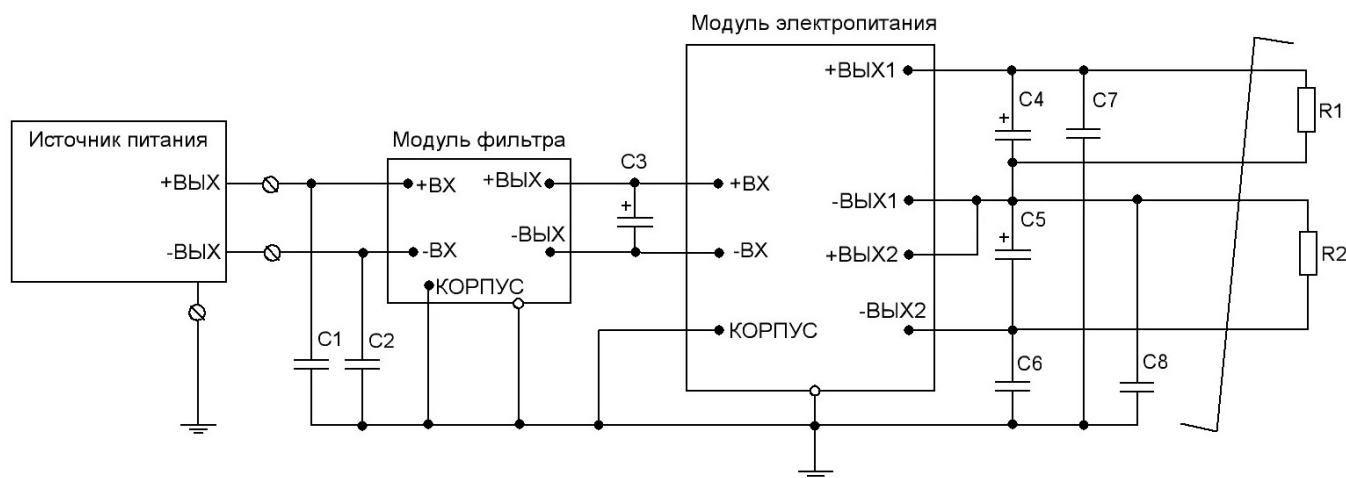 Модуль электропитания
+ВЫХ1
C4
C7
+
R1
Источник питания
Модуль фильтра
+ВЫХ
+ВХ
+ВЫХ
C3
+
+ВХ
-ВЫХ1
C5
+
-ВЫХ
-ВХ
-ВЫХ
-ВХ
+ВЫХ2
R2
КОРПУС
-ВЫХ2
C1
C2
КОРПУС
C6
C8